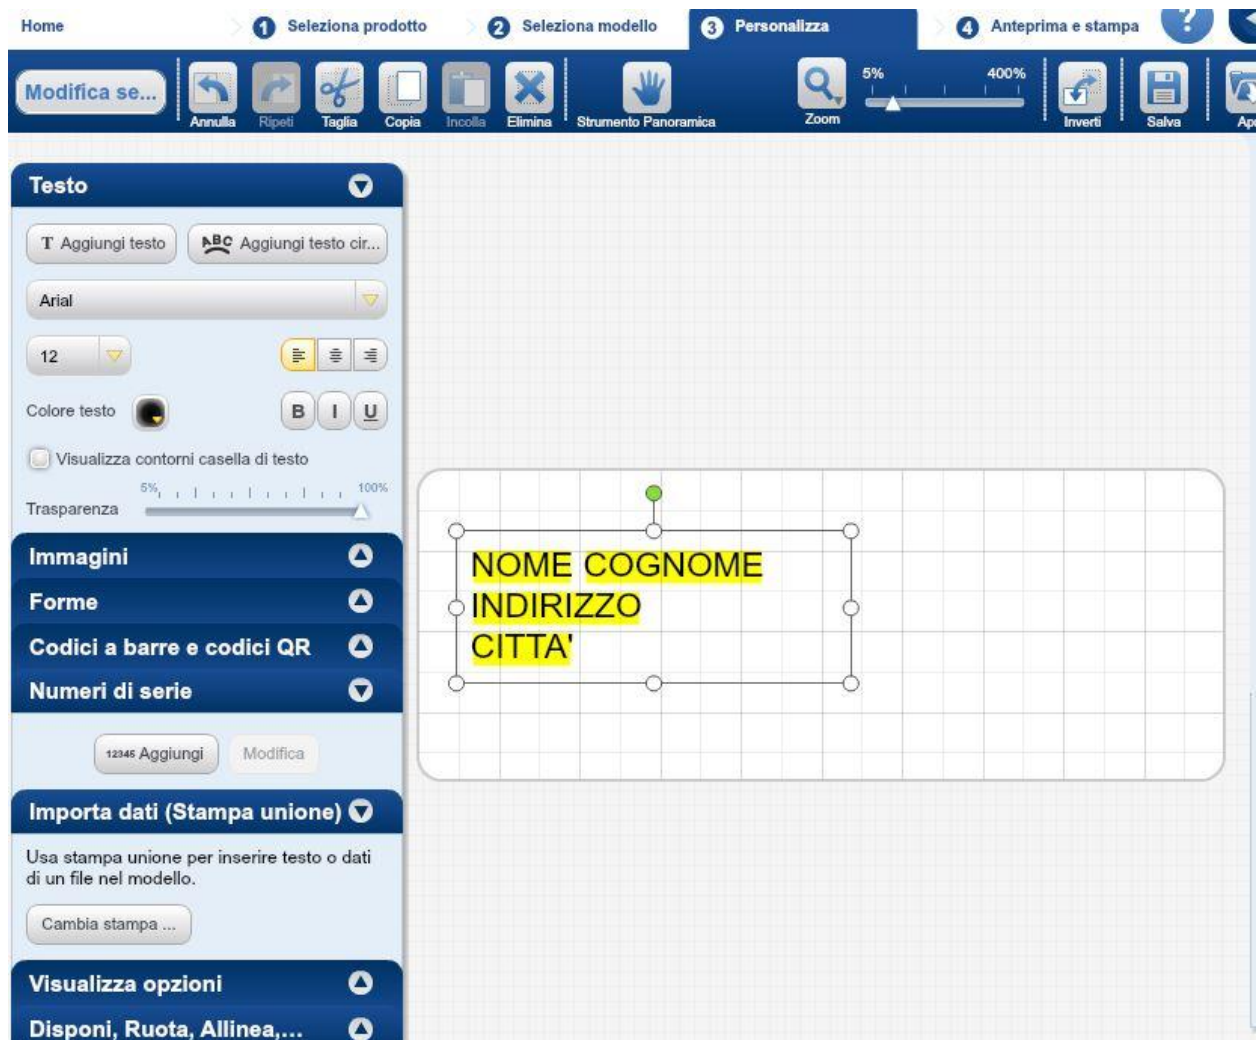 Home
1 Seleziona prodotto
2 Seleziona modello
3 Personalizza
4 Anteprima e stampa
?
Modifica se...
Annulla
Ripeti
Taglia
Copia
Incolla
Elimina
Strumento Panoramica
Zoom
5% 400%
Inverti
Salva
Testo
T Aggiungi testo
ABC Aggiungi testo cir...
Arial
12
Colore testo
B I U
Visualizza contorni casella di testo
Trasparenza 5% 100%
Immagini
Forme
Codici a barre e codici QR
Numeri di serie
12345 Aggiungi
Modifica
Importa dati (Stampa unione)
Usa stampa unione per inserire testo o dati
di un file nel modello.
Cambia stampa ...
Visualizza opzioni
Disponi, Ruota, Allinea,...
NOME COGNOME
INDIRIZZO
CITTA'